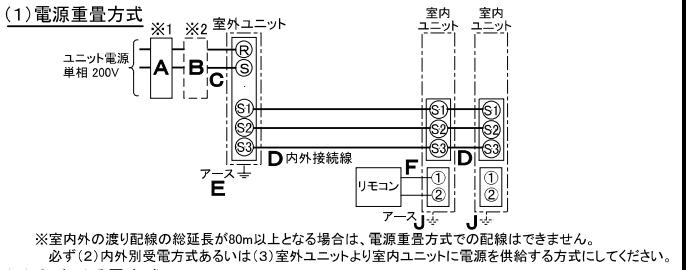 (1)電源重畳方式
※1 ※2 室外ユニット 室内ユニット 室内ユニット
ユニット電源
単相 200V
A B C
R
S
S1 S1 S1
S2 S2 S2
S3 S3 S3
D 内外接続線 D
アース
E
F
リモコン
① ①
② ②
アース J J
※室内外の渡り配線の総延長が80m以上となる場合は、電源重畳方式での配線はできません。
必ず(2)内外別受電方式あるいは(3)室外ユニットより室内ユニットに電源を供給する方式にしてください。